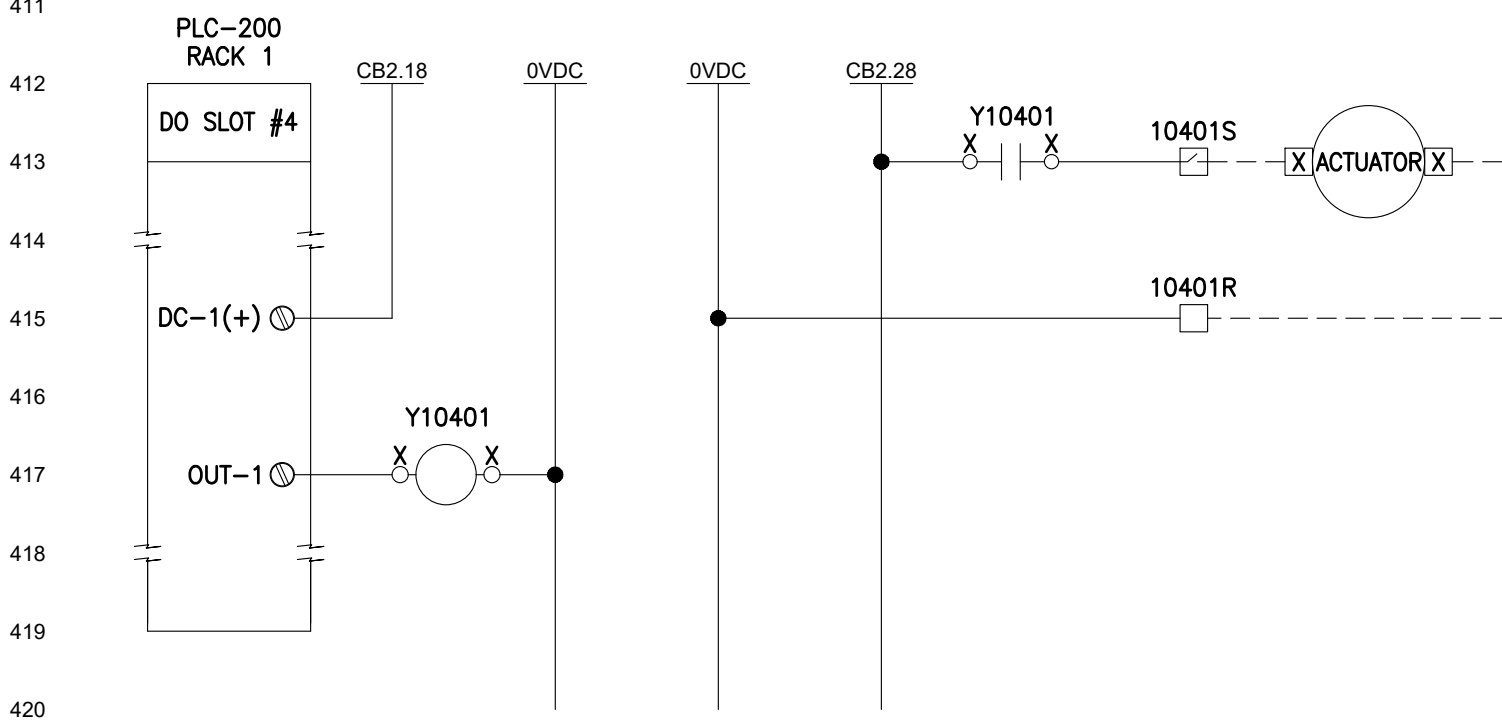 411
PLC-200
RACK 1
412
CB2.18
0VDC
0VDC
CB2.28
DO SLOT #4
Y10401
X X
10401S
413
X ACTUATOR X
414
10401R
415
DC-1(+)
416
Y10401
X X
417
OUT-1
418
419
420